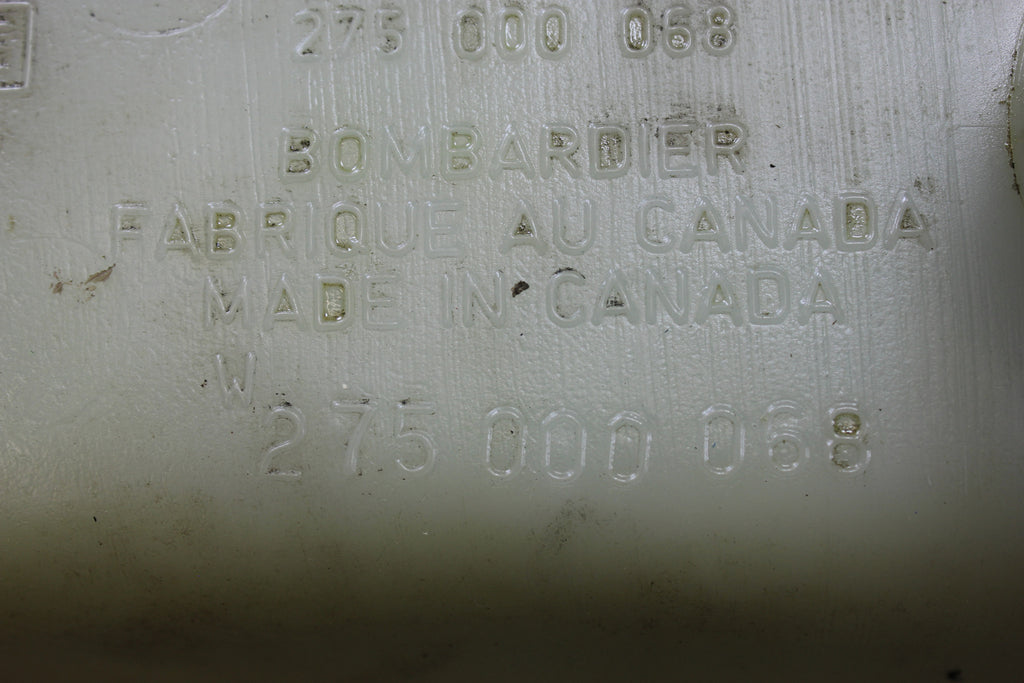 275 000 068
BOMBARDIER
FABRIQUE AU CANADA
MADE IN CANADA
W
275 000 068